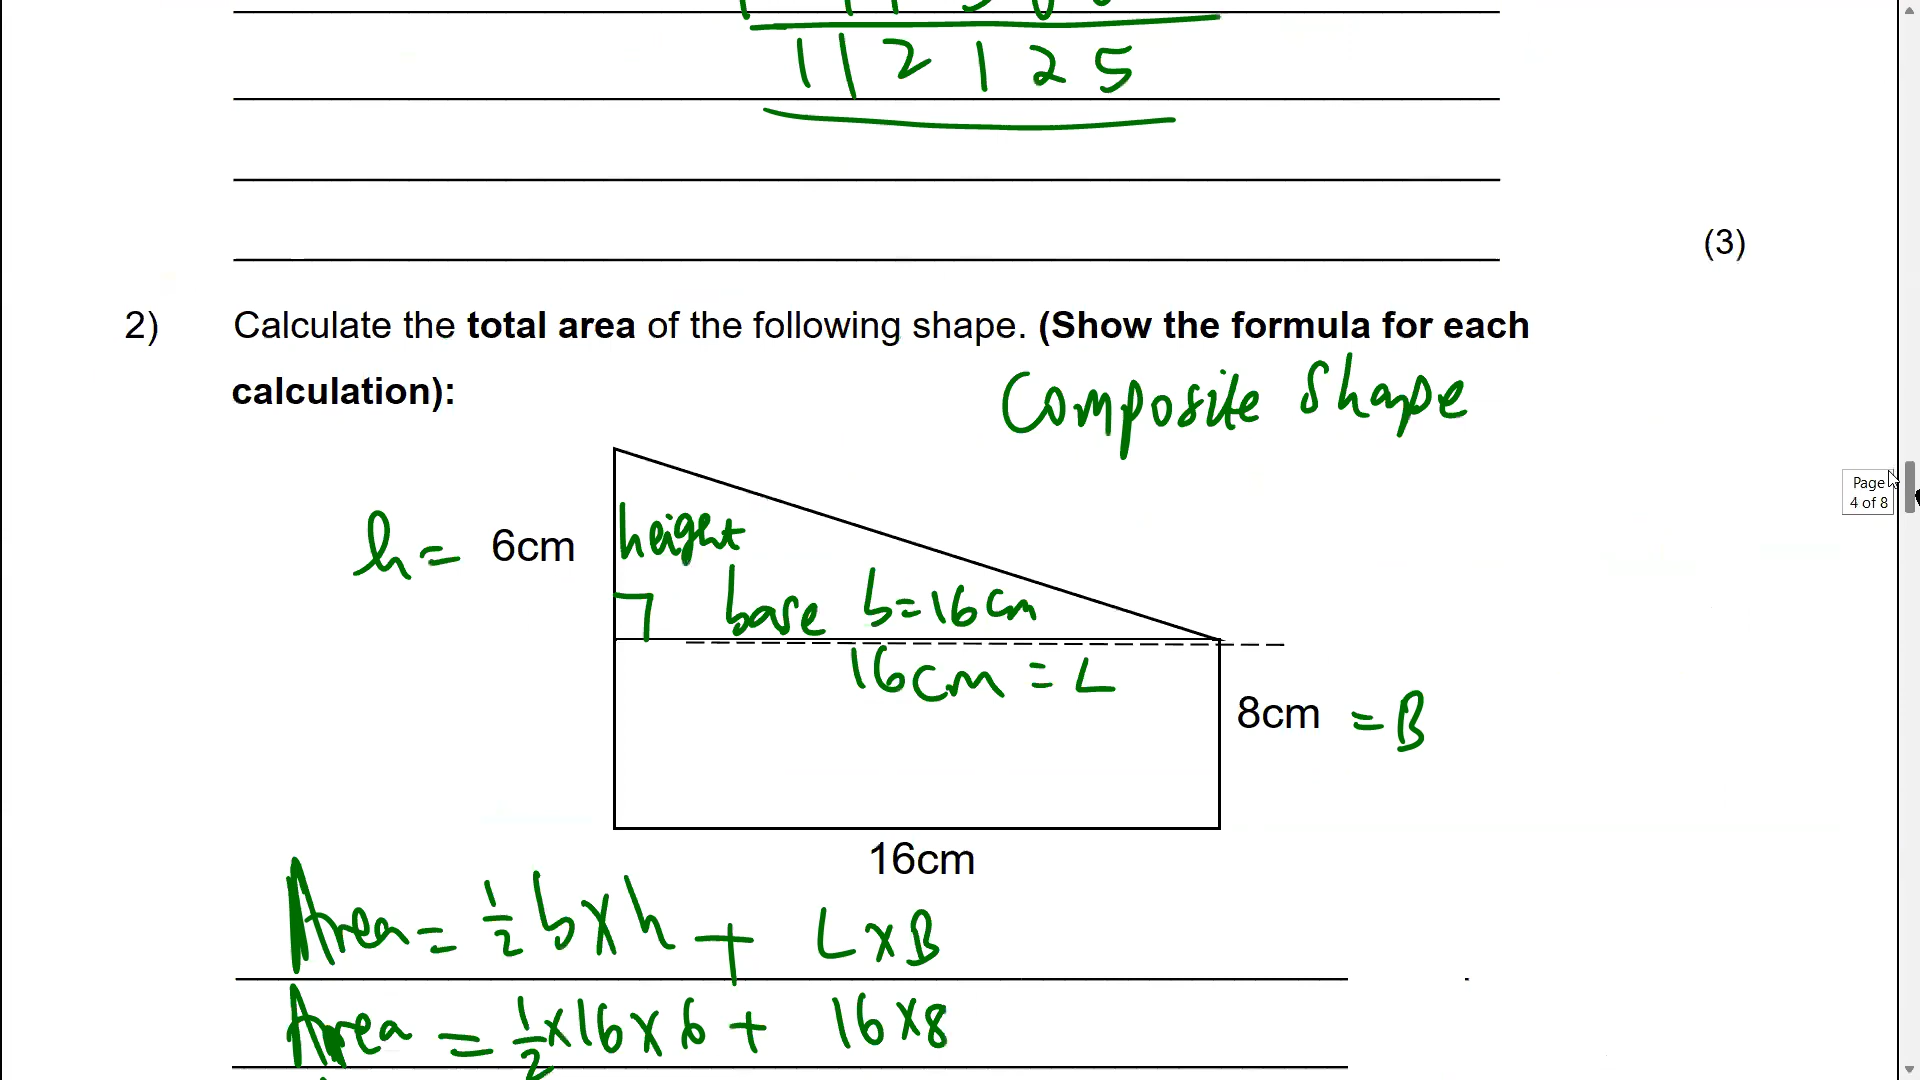 112125
(3)
2) Calculate the total area of the following shape. (Show the formula for each
calculation):
Composite Shape
h = 6cm
height
base b=16cm
16cm = L
8cm = B
16cm
Area = 1/2 b x h + L x B
Area = 1/2 x 16 x 6 + 16 x 8
Page
4 of 8